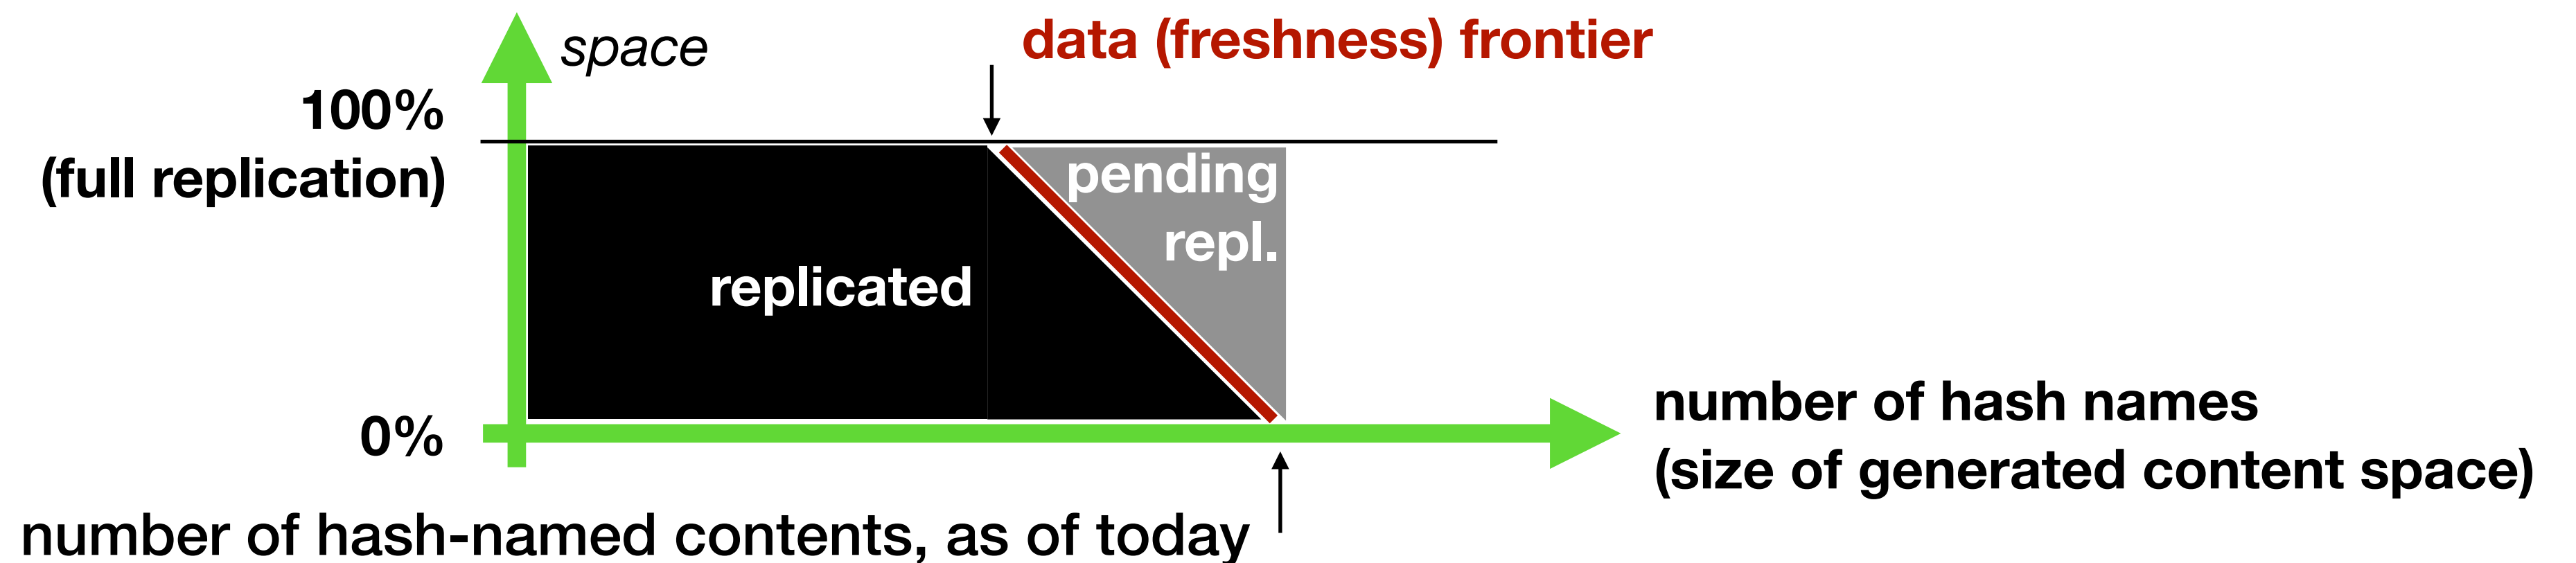 space
data (freshness) frontier
100%
(full replication)
pending
repl.
replicated
0%
number of hash names
(size of generated content space)
number of hash-named contents, as of today